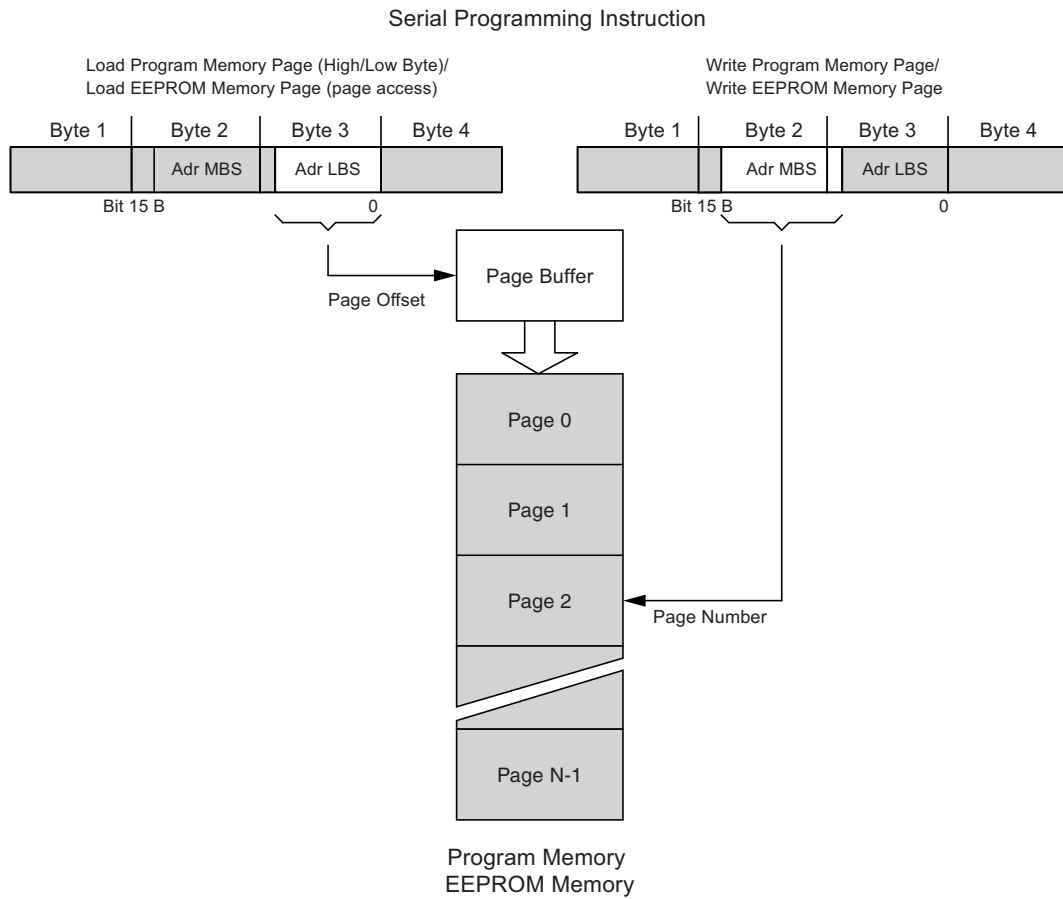 Serial Programming Instruction
Load Program Memory Page (High/Low Byte)/
Load EEPROM Memory Page (page access)
Write Program Memory Page/
Write EEPROM Memory Page
Byte 1 Byte 2 Byte 3 Byte 4
Byte 1 Byte 2 Byte 3 Byte 4
Adr MBS Adr LBS
Adr MBS Adr LBS
Bit 15 B 0
Bit 15 B 0
Page Buffer
Page Offset
Page 0
Page 1
Page 2
Page Number
Page N-1
Program Memory
EEPROM Memory